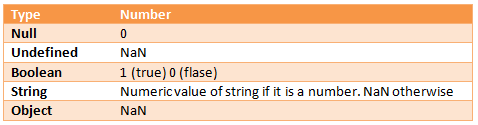 Type Number
Null 0
Undefined NaN
Boolean 1 (true) 0 (flase)
String Numeric value of string if it is a number. NaN otherwise
Object NaN